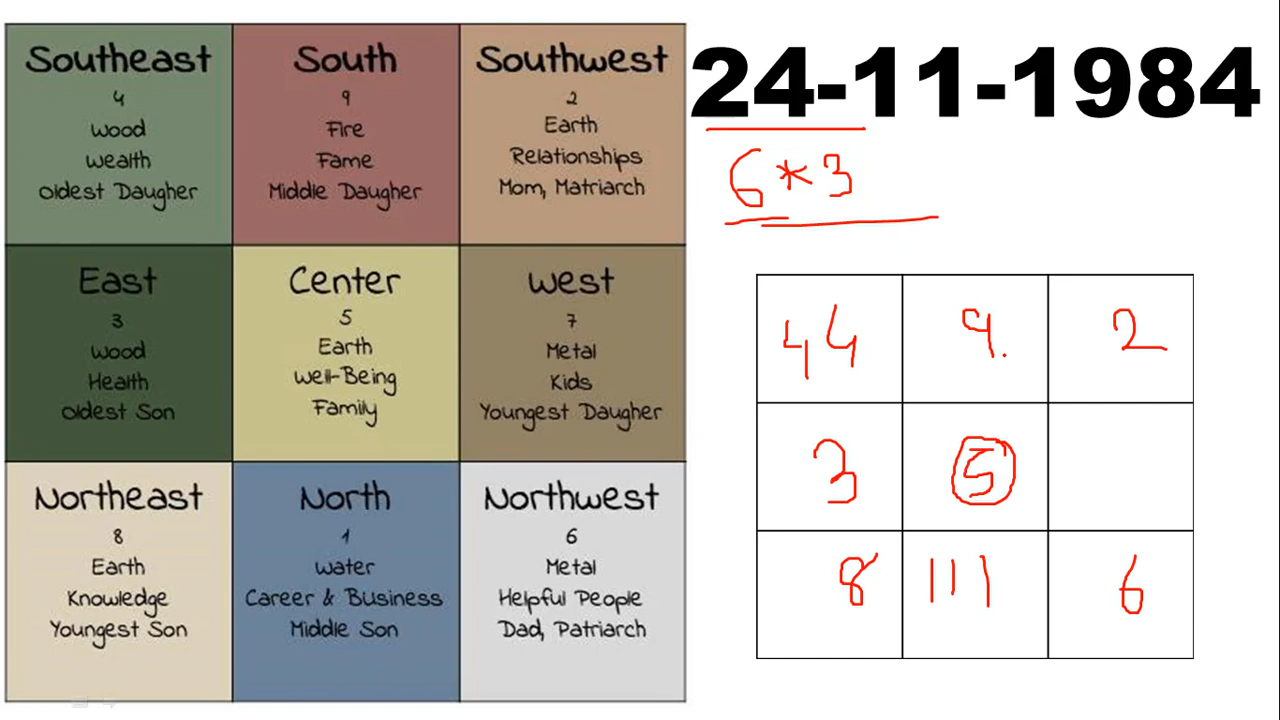 Southeast
4
Wood
Wealth
Oldest Daugher
South
9
Fire
Fame
Middle Daugher
Southwest
2
Earth
Relationships
Mom, Matriarch
East
3
Wood
Health
Oldest Son
Center
5
Earth
Well-Being
Family
West
7
Metal
Kids
Youngest Daugher
Northeast
8
Earth
Knowledge
Youngest Son
North
1
Water
Career & Business
Middle Son
Northwest
6
Metal
Helpful People
Dad, Patriarch
24-11-1984
6*3
44 9. 2
3 5
8 111 6